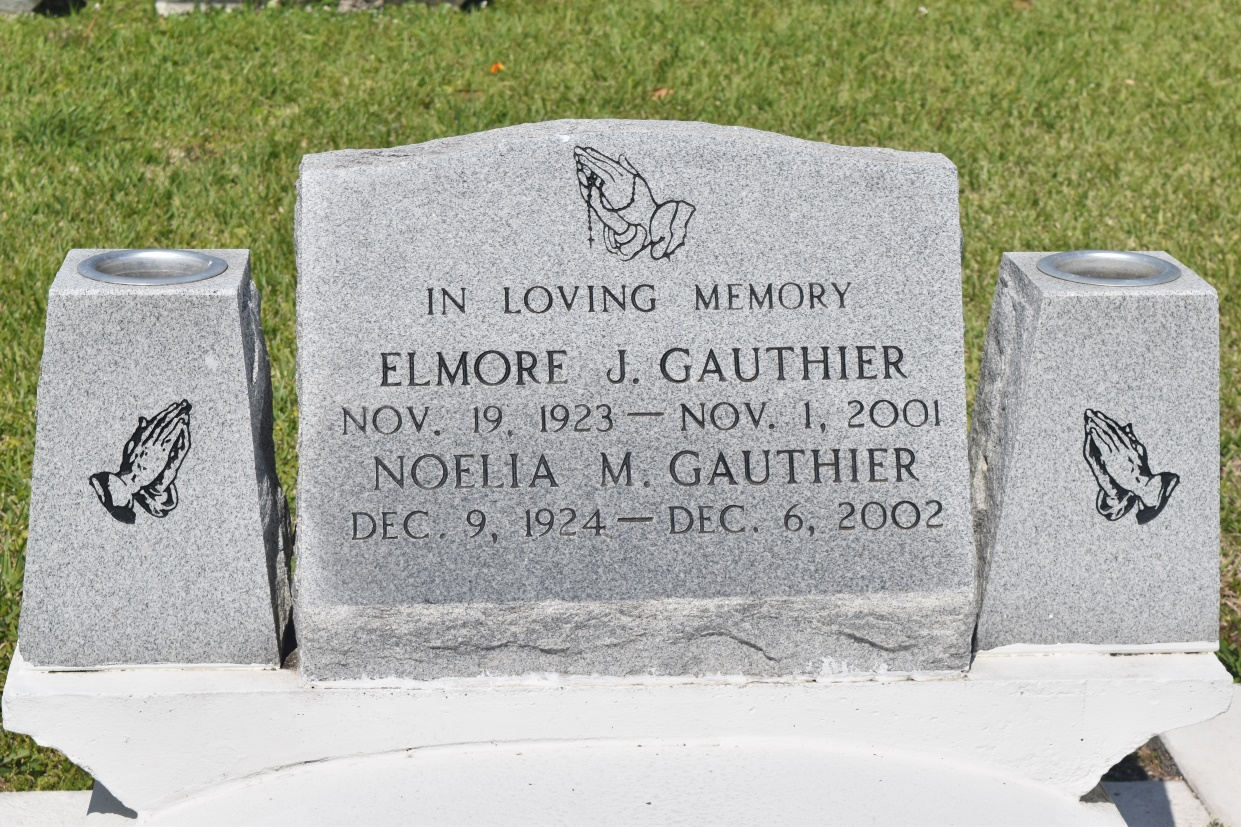 IN LOVING MEMORY
ELMORE J. GAUTHIER
NOV. 19, 1923 — NOV. 1, 2001
NOELIA M. GAUTHIER
DEC. 9, 1924 — DEC. 6, 2002